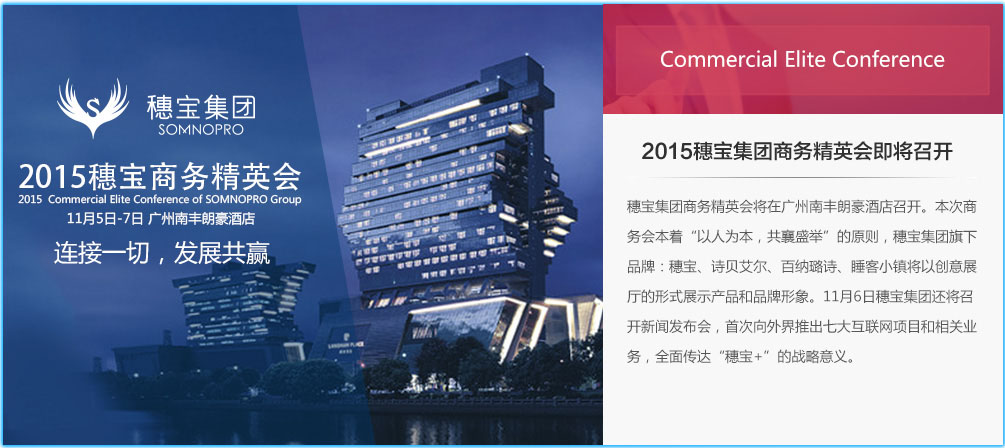 S
穗宝集团
SOMNOPRO
2015穗宝商务精英会
2015 Commercial Elite Conference of SOMNOPRO Group
11月5日-7日 广州南丰朗豪酒店
连接一切，发展共赢
LANGHAM PLACE
Commercial Elite Conference
2015穗宝集团商务精英会即将召开
穗宝集团商务精英会将在广州南丰朗豪酒店召开。本次商
务会本着“以人为本，共襄盛举”的原则，穗宝集团旗下
品牌：穗宝、诗贝艾尔、百纳璐诗、睡客小镇将以创意展
厅的形式展示产品和品牌形象。11月6日穗宝集团还将召
开新闻发布会，首次向外界推出七大互联网项目和相关业
务，全面传达“穗宝+”的战略意义。